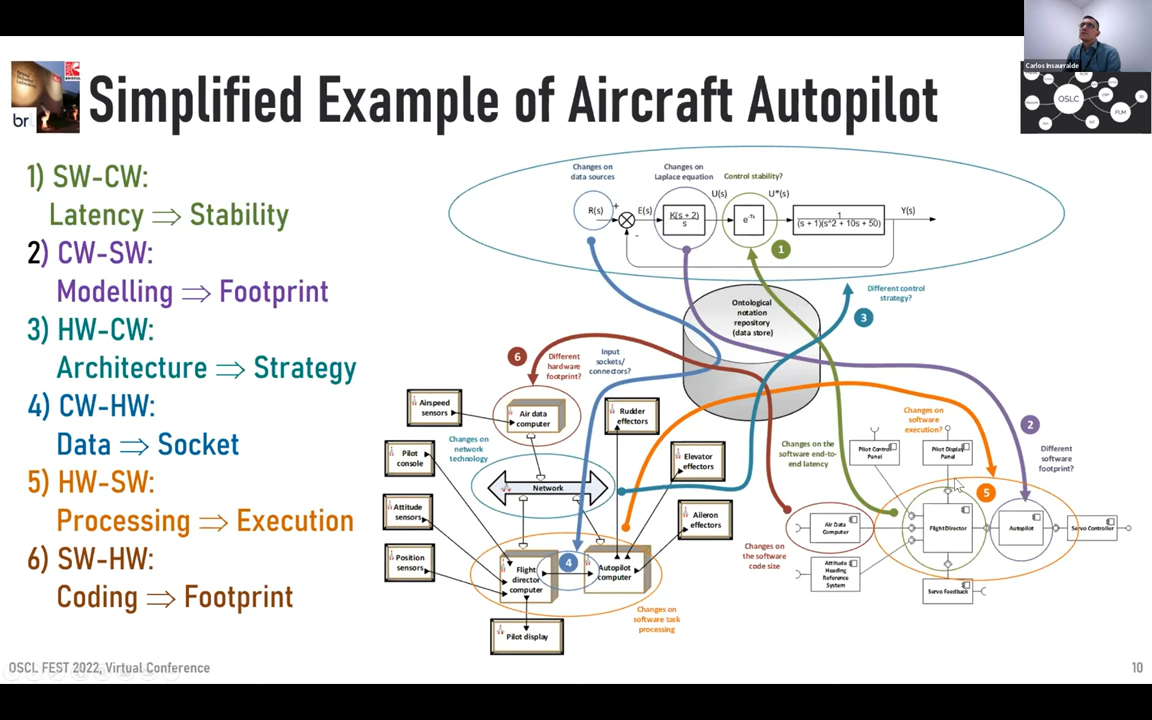 Carlos Insaurralde
OSLC
PLM
br
Simplified Example of Aircraft Autopilot
1) SW-CW:
Latency ⇒ Stability
2) CW-SW:
Modelling ⇒ Footprint
3) HW-CW:
Architecture ⇒ Strategy
4) CW-HW:
Data ⇒ Socket
5) HW-SW:
Processing ⇒ Execution
6) SW-HW:
Coding ⇒ Footprint
Changes on
data sources
Changes on
Laplace equation
Control stability?
R(s)
+
E(s)
-
K(s + 2)
s
U(s)
U*(s)
1
(s + 1)(s^2 + 10s + 50)
Y(s)
1
Ontological
notation
repository
(data store)
Different control
strategy?
3
6
Different
hardware
footprint?
Input
sockets/
connectors?
Airspeed
sensors
Air data
computer
Rudder
effectors
Changes on
network
technology
Pilot
console
Network
Elevator
effectors
Attitude
sensors
Aileron
effectors
Position
sensors
Flight
director
computer
4
Autopilot
computer
Pilot display
Changes on
software task
processing
Changes on the
software end-to-
end latency
Changes on
software
execution?
2
Different
software
footprint?
Pilot Control
Panel
Pilot Display
Panel
5
Air Data
Computer
FlightDirector
Autopilot
Servo Controller
Changes on
the software
code size
Attitude
Heading
Reference
System
Servo Feedback
OSCL FEST 2022, Virtual Conference
10